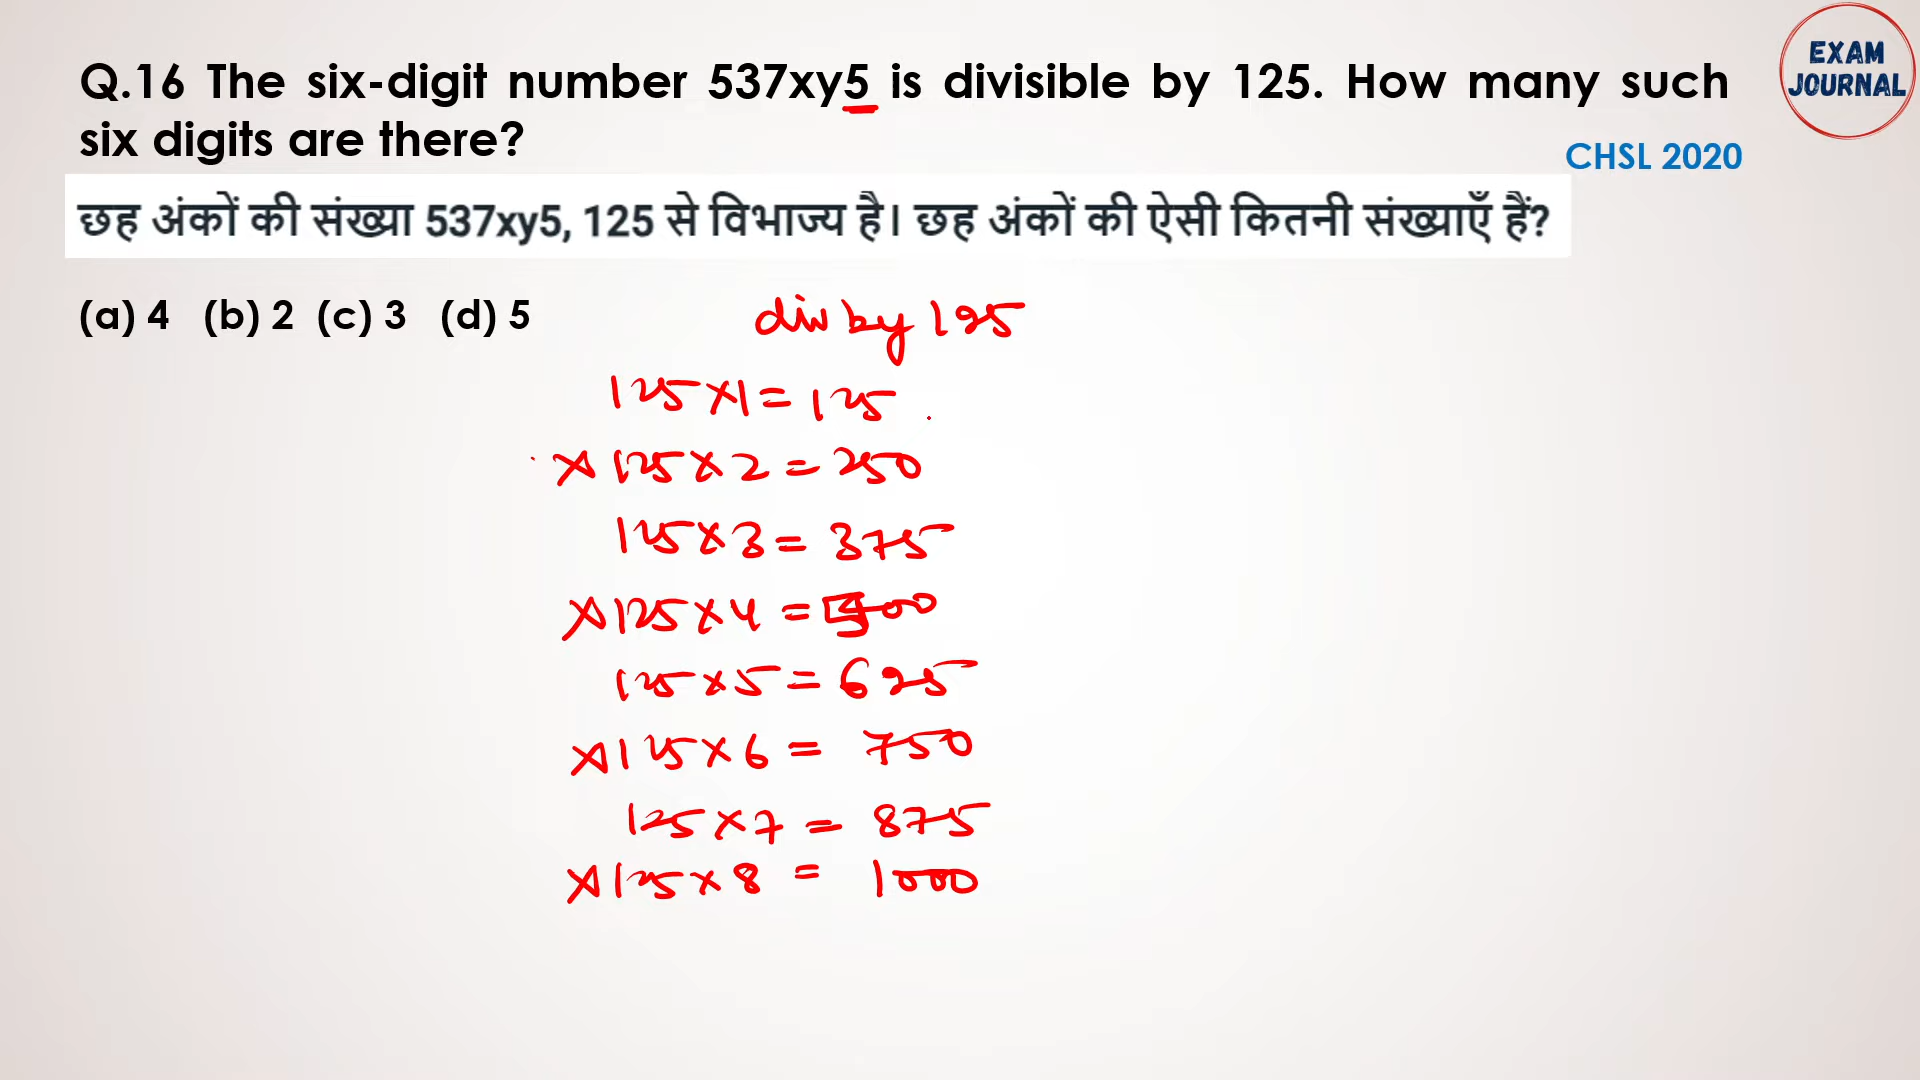 EXAM
JOURNAL
Q.16 The six-digit number 537xy5 is divisible by 125. How many such
six digits are there?
CHSL 2020
छह अंकों की संख्या 537xy5, 125 से विभाज्य है। छह अंकों की ऐसी कितनी संख्याएँ हैं?
(a) 4 (b) 2 (c) 3 (d) 5
div by 125
125×1=125
×125×2=250
125×3=375
×125×4=500
125×5=625
×125×6=750
125×7=875
×125×8=1000